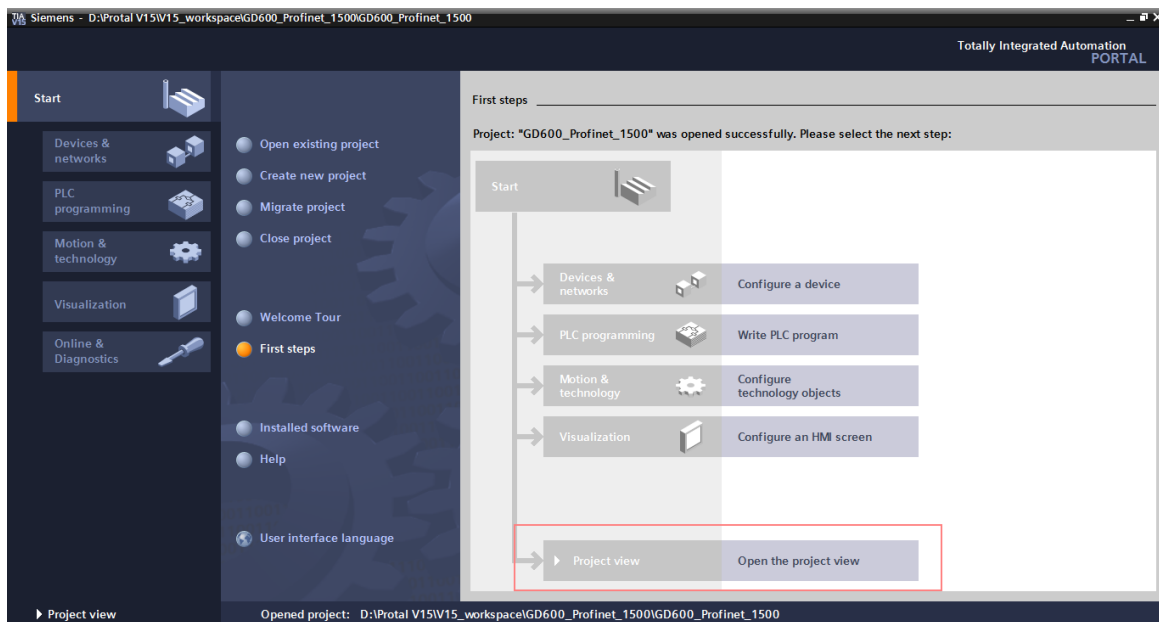 Siemens - D:\Protal V15\V15_workspace\GD600_Profinet_1500\GD600_Profinet_1500
Totally Integrated Automation
PORTAL
Start
Devices &
networks
PLC
programming
Motion &
technology
Visualization
Online &
Diagnostics
Open existing project
Create new project
Migrate project
Close project
Welcome Tour
First steps
Installed software
Help
User interface language
First steps
Project: "GD600_Profinet_1500" was opened successfully. Please select the next step:
Start
Devices &
networks
Configure a device
PLC programming
Write PLC program
Motion &
technology
Configure
technology objects
Visualization
Configure an HMI screen
Project view
Open the project view
Project view
Opened project: D:\Protal V15\V15_workspace\GD600_Profinet_1500\GD600_Profinet_1500